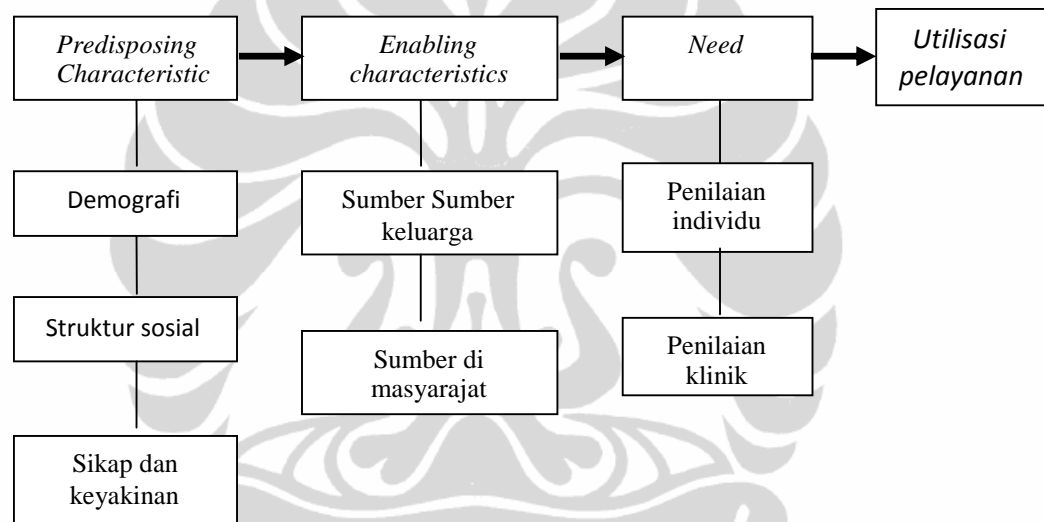 Predisposing
Characteristic
Enabling
characteristics
Need
Utilisasi
pelayanan
Demografi
Sumber Sumber
keluarga
Penilaian
individu
Struktur sosial
Sumber di
masyarajat
Penilaian
klinik
Sikap dan
keyakinan